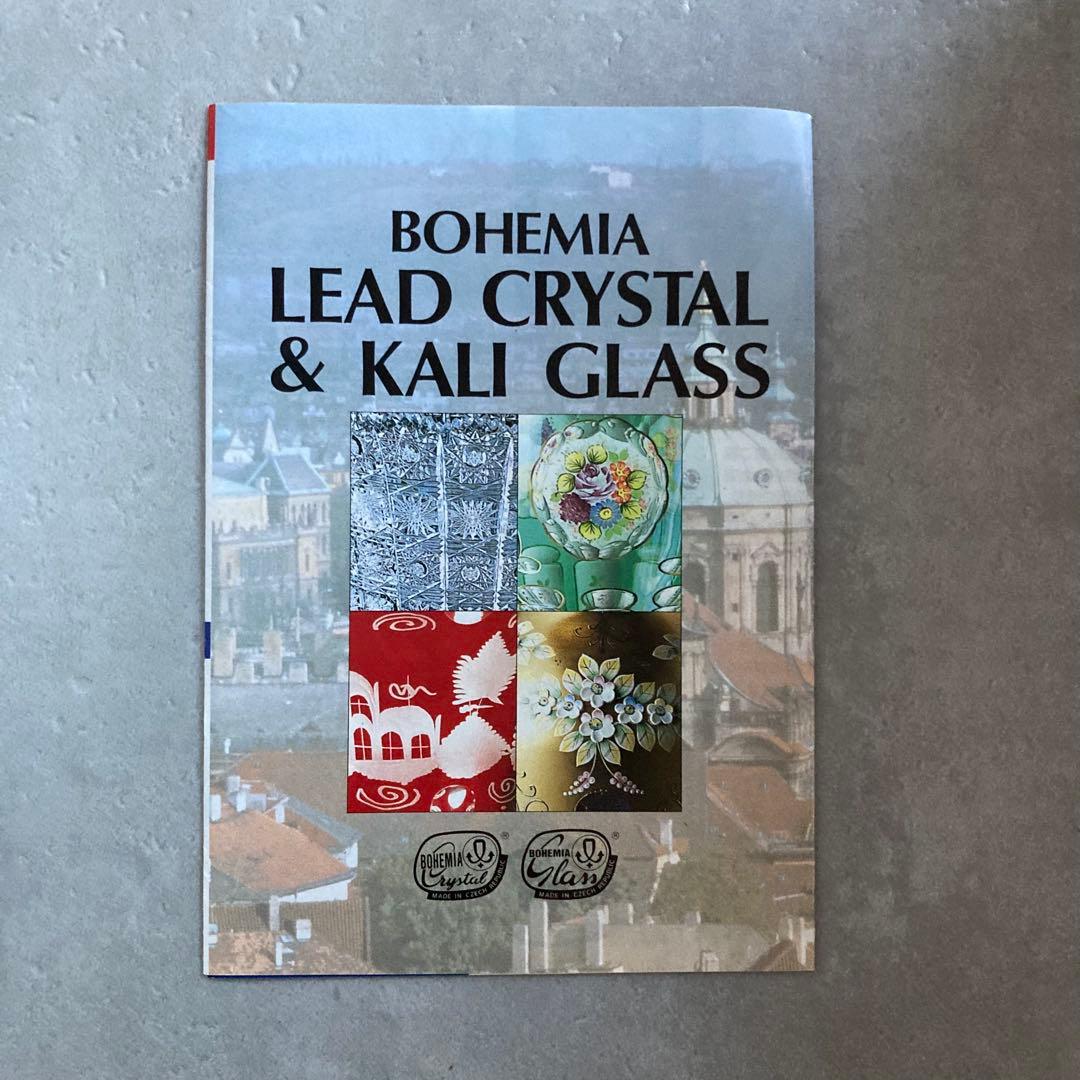 BOHEMIA
LEAD CRYSTAL
& KALI GLASS
BOHEMIA
Crystal
®
MADE IN CZECH REPUBLIC
BOHEMIA
Glass
®
MADE IN CZECH REPUBLIC